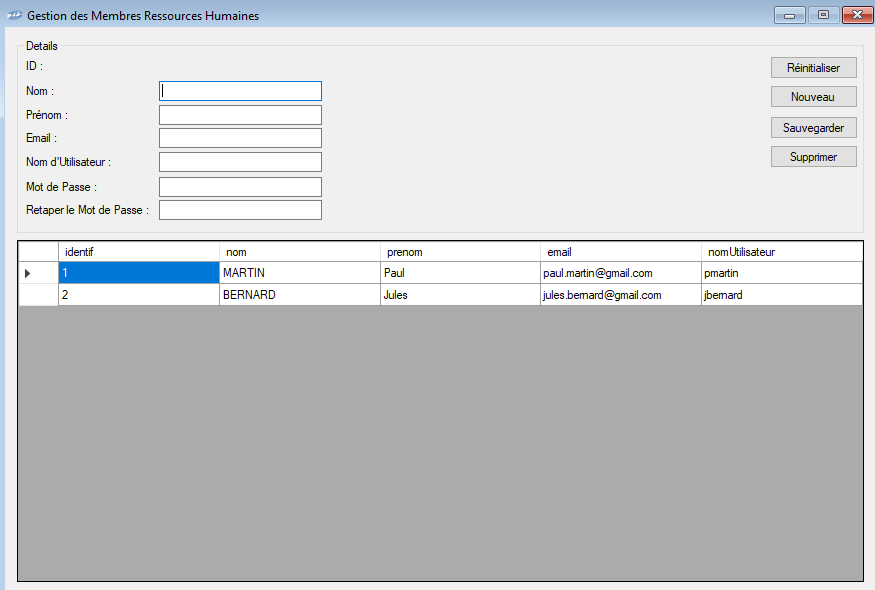 Gestion des Membres Ressources Humaines
Details
ID :
Nom :
Prénom :
Email :
Nom d'Utilisateur :
Mot de Passe :
Retaper le Mot de Passe :
Réinitialiser
Nouveau
Sauvegarder
Supprimer
identif nom prenom email nomUtilisateur
1 MARTIN Paul paul.martin@gmail.com pmartin
2 BERNARD Jules jules.bernard@gmail.com jbernard